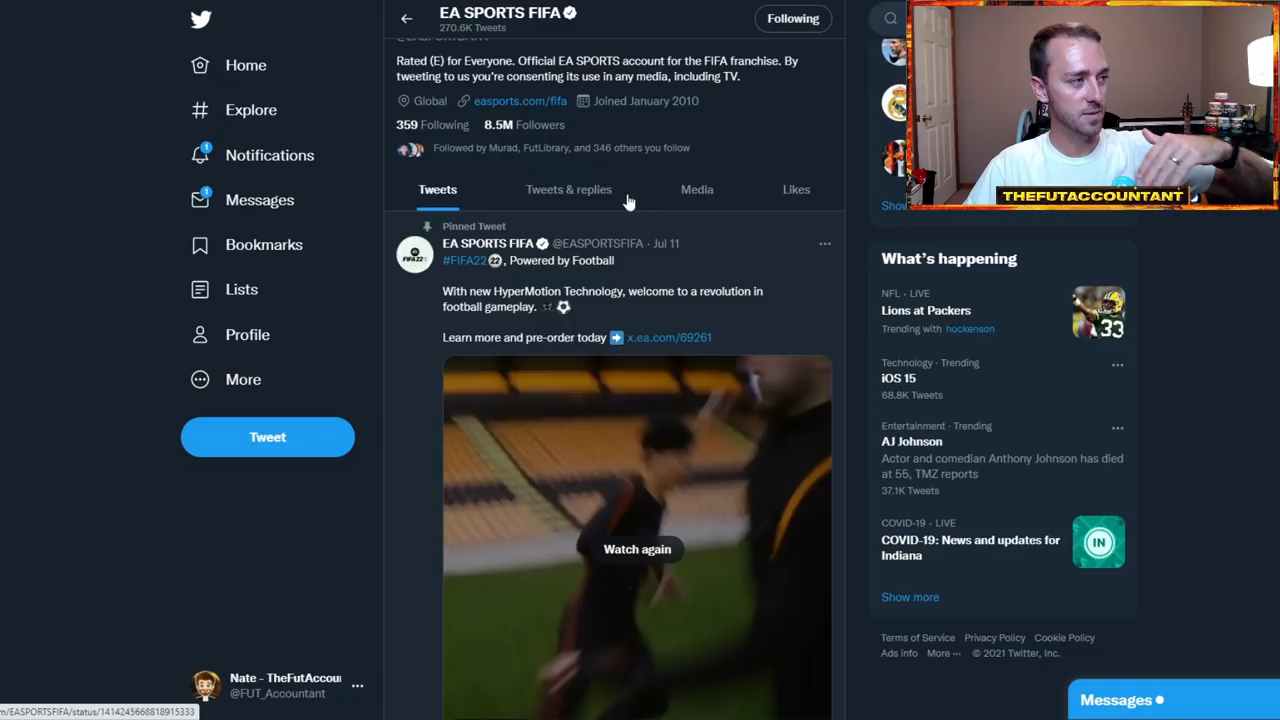 Home
Explore
1
Notifications
1
Messages
Bookmarks
Lists
Profile
More
Tweet
Nate - TheFutAccou
@FUT_Accountant
/EASPORTSFIFA/status/1414245668818915333
EA SPORTS FIFA
270.6K Tweets
Following
Rated (E) for Everyone. Official EA SPORTS account for the FIFA franchise. By
tweeting to us you're consenting its use in any media, including TV.
Global easports.com/fifa Joined January 2010
359 Following 8.5M Followers
Followed by Murad, FutLibrary, and 346 others you follow
Tweets Tweets & replies Media Likes
Pinned Tweet
EA SPORTS FIFA @EASPORTSFIFA · Jul 11
#FIFA22 22, Powered by Football
With new HyperMotion Technology, welcome to a revolution in
football gameplay.
Learn more and pre-order today x.ea.com/69261
Watch again
THEFUTACCOUNTANT
What's happening
NFL · LIVE
Lions at Packers
Trending with hockenson
Technology · Trending
iOS 15
68.8K Tweets
Entertainment · Trending
AJ Johnson
Actor and comedian Anthony Johnson has died
at 55, TMZ reports
37.1K Tweets
COVID-19 · LIVE
COVID-19: News and updates for
Indiana
IN
Show more
Terms of Service Privacy Policy Cookie Policy
Ads info More ··· © 2021 Twitter, Inc.
Messages